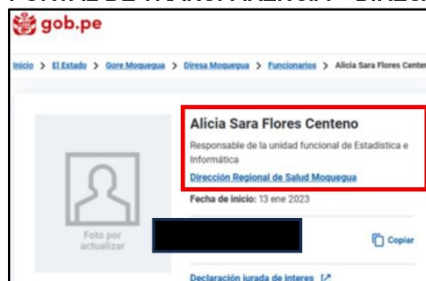 gob.pe
Inicio > El Estado > Gore Moquegua > Diresa Moquegua > Funcionarios > Alicia Sara Flores Center
Alicia Sara Flores Centeno
Responsable de la unidad funcional de Estadística e
Informática
Dirección Regional de Salud Moquegua
Fecha de inicio: 13 ene 2023
Foto por
actualizar
Copiar
Declaración jurada de interes